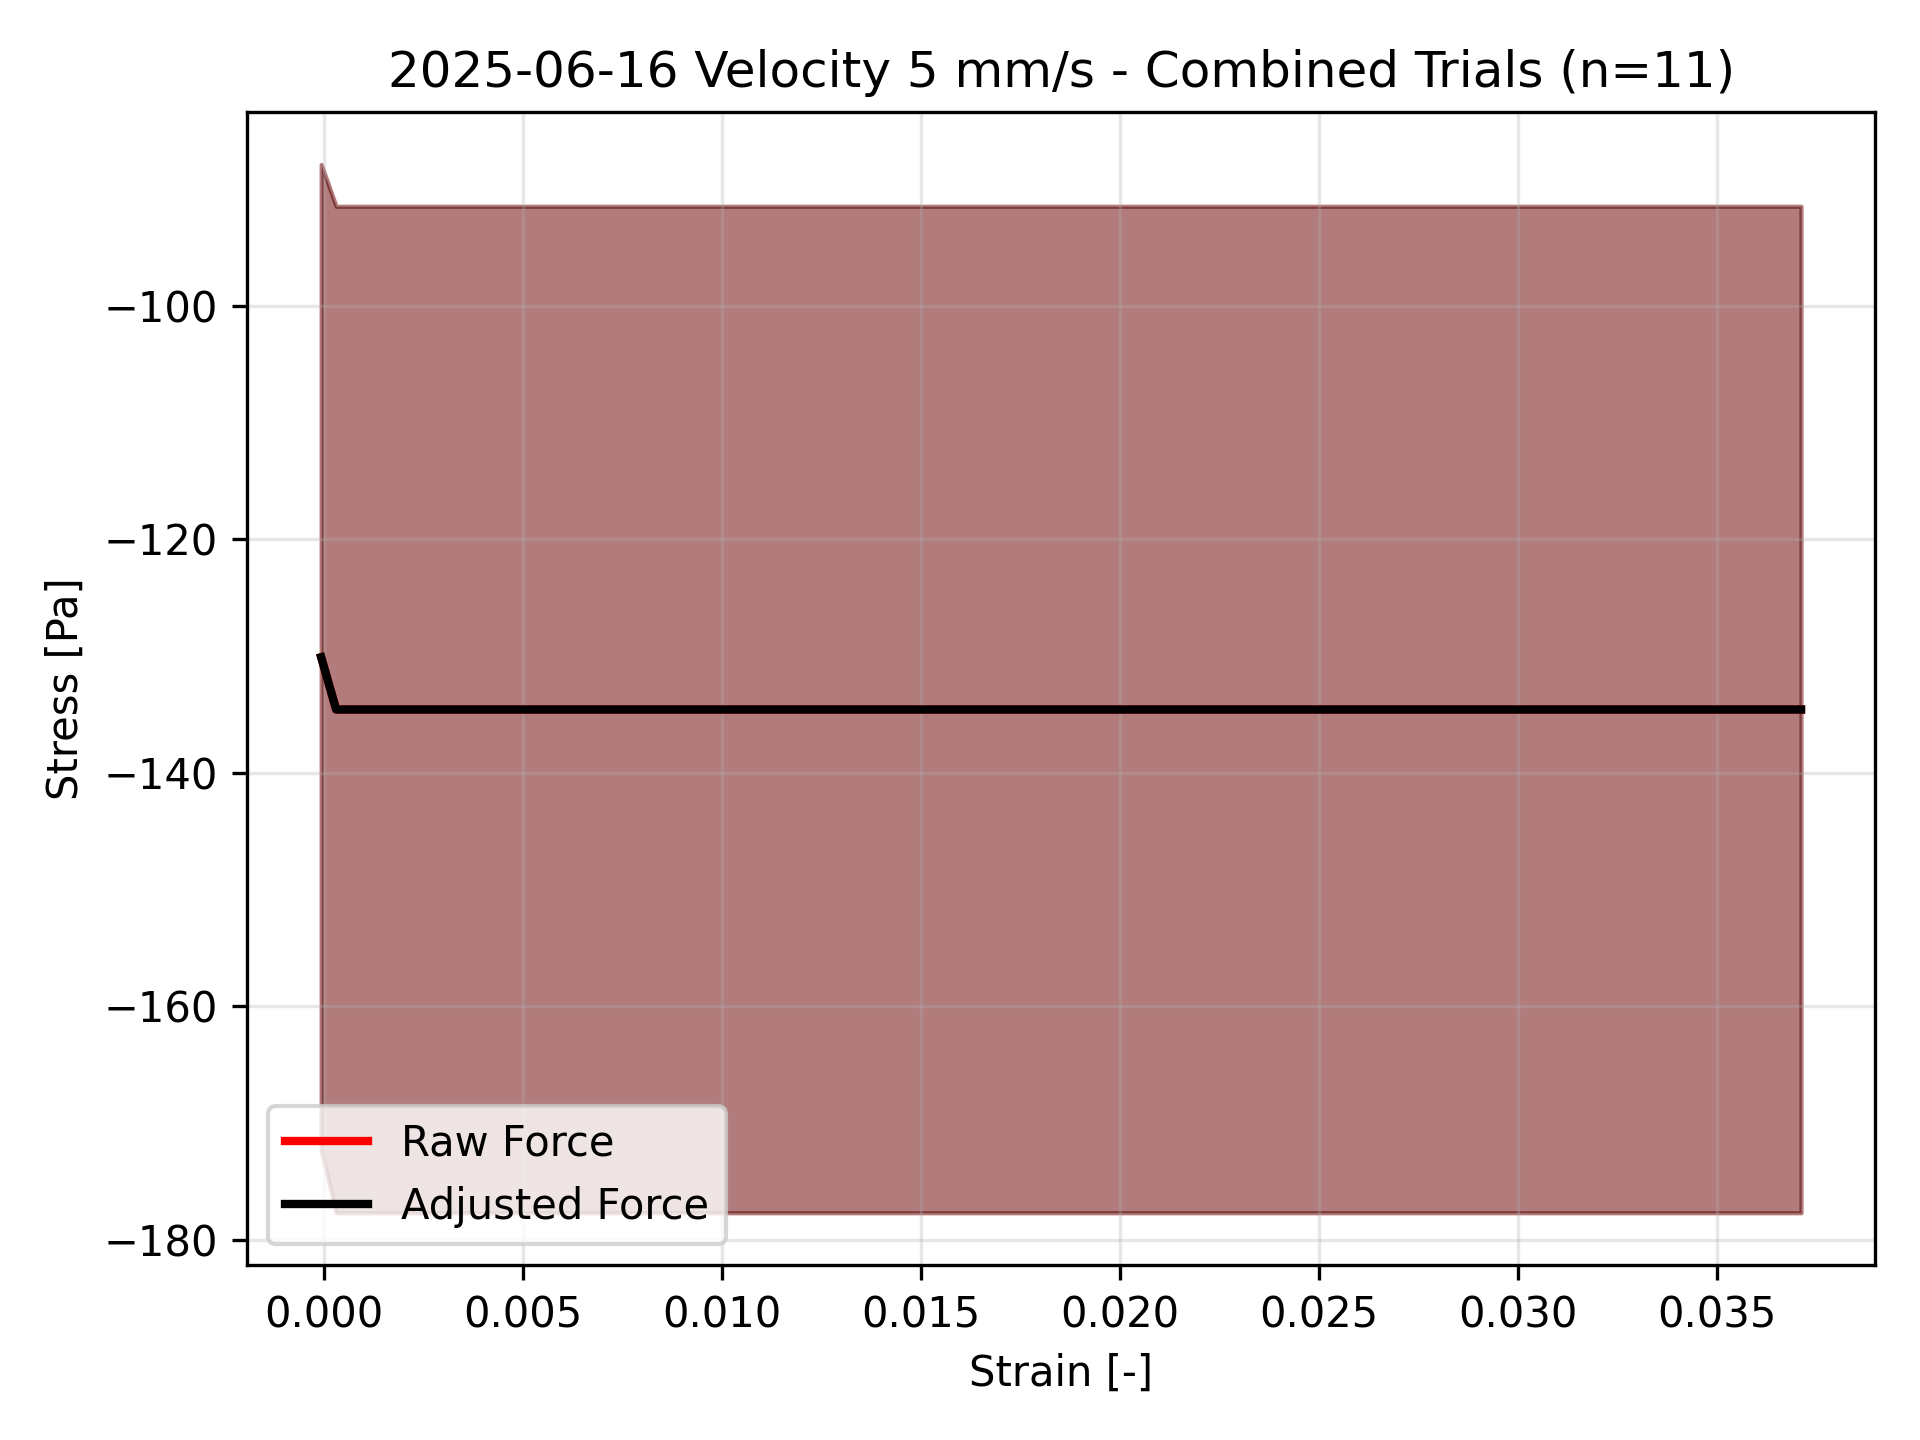 2025-06-16 Velocity 5 mm/s - Combined Trials (n=11)
Stress [Pa]
−100
−120
−140
−160
−180
Raw Force
Adjusted Force
0.000 0.005 0.010 0.015 0.020 0.025 0.030 0.035
Strain [-]